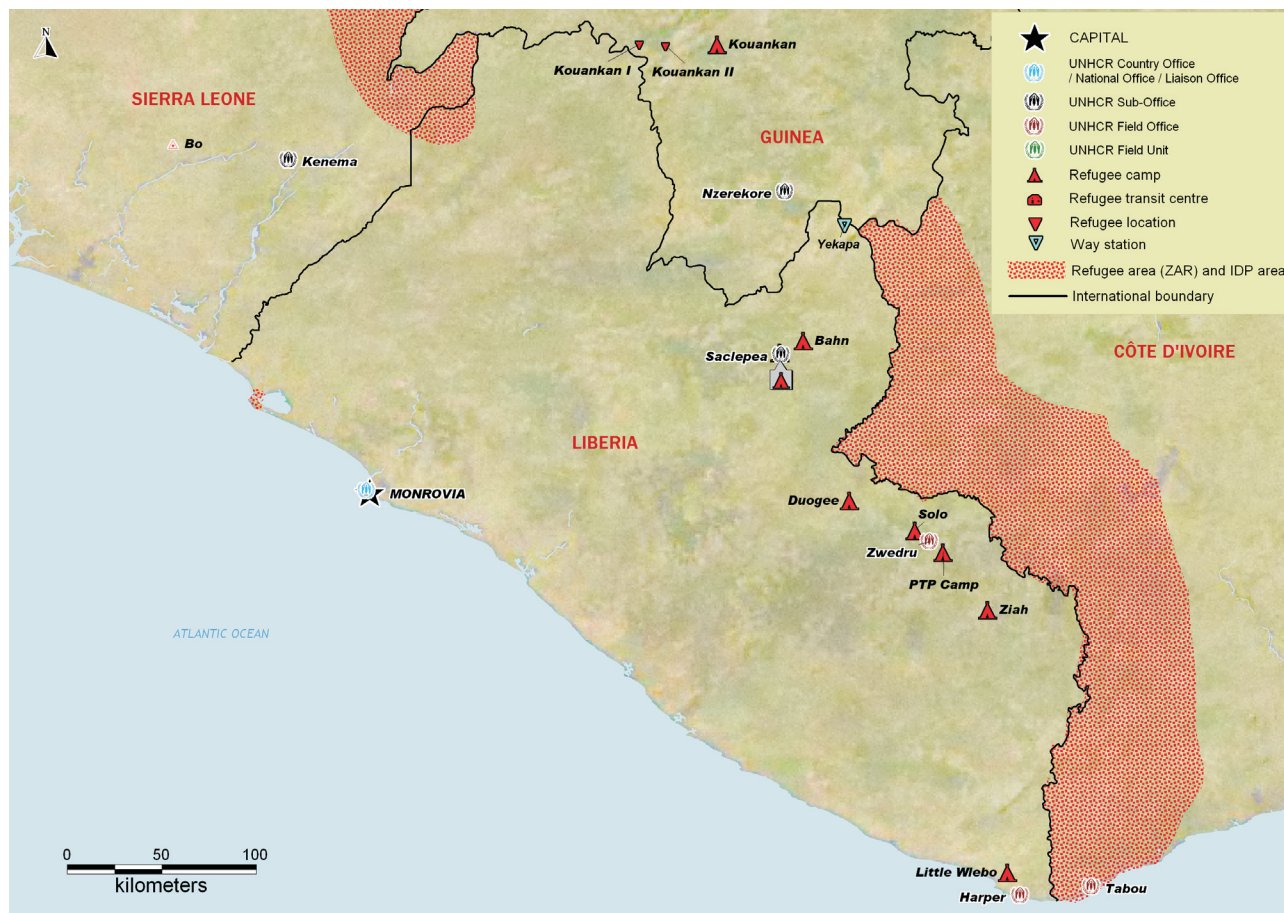 N
CAPITAL
UNHCR Country Office
/ National Office / Liaison Office
UNHCR Sub-Office
UNHCR Field Office
UNHCR Field Unit
Refugee camp
Refugee transit centre
Refugee location
Way station
Refugee area (ZAR) and IDP area
International boundary
Kouankan
Kouankan I
Kouankan II
SIERRA LEONE
GUINEA
Bo
Kenema
Nzerekore
Yekapa
Bahn
Saclepea
CÔTE D'IVOIRE
LIBERIA
MONROVIA
Duogee
Solo
Zwedru
PTP Camp
Ziah
ATLANTIC OCEAN
0 50 100
kilometers
Little Wlebo
Harper
Tabou